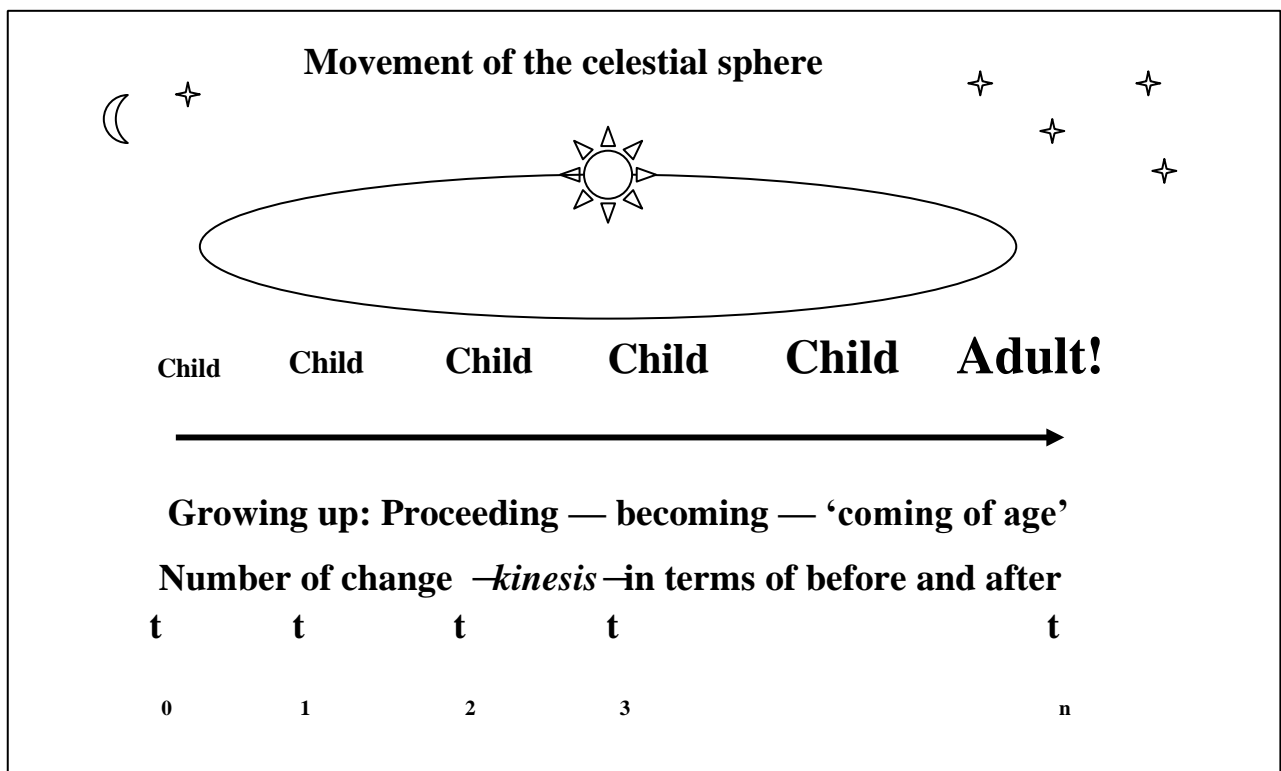 Movement of the celestial sphere
Child Child Child Child Child Adult!
Growing up: Proceeding — becoming — ‘coming of age’
Number of change –kinesis–in terms of before and after
t t t t t
0 1 2 3 n